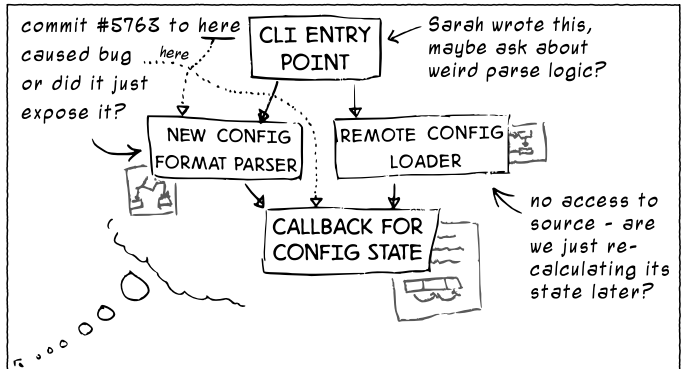 commit #5763 to here
caused bug
here
or did it just
expose it?
CLI ENTRY
POINT
Sarah wrote this,
maybe ask about
weird parse logic?
NEW CONFIG
FORMAT PARSER
REMOTE CONFIG
LOADER
CALLBACK FOR
CONFIG STATE
no access to
source - are
we just re-
calculating its
state later?